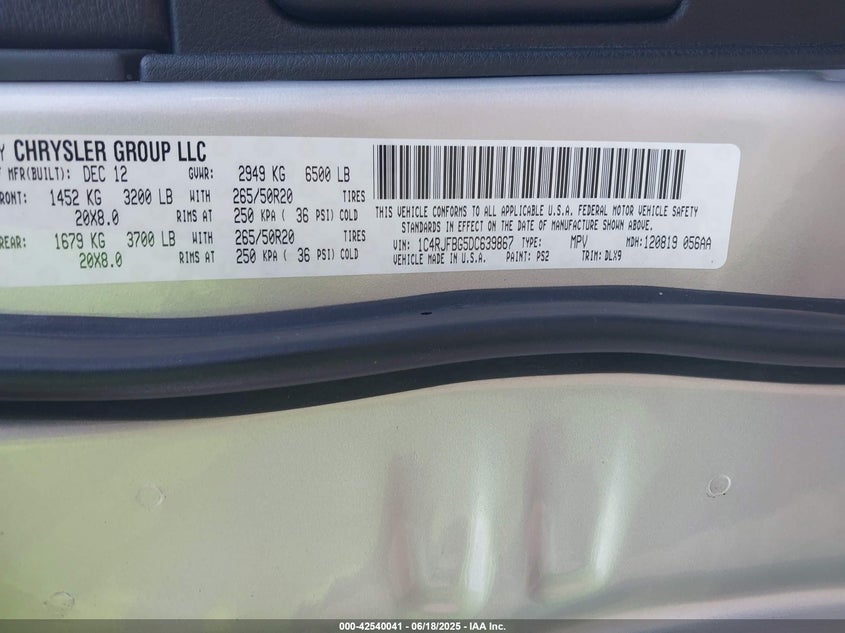 Y CHRYSLER GROUP LLC
F MFR(BUILT): DEC 12 GVWR: 2949 KG 6500 LB
RONT: 1452 KG 3200 LB WITH 265/50R20 TIRES
20X8.0 RIMS AT 250 KPA ( 36 PSI) COLD
REAR: 1679 KG 3700 LB WITH 265/50R20 TIRES
20X8.0 RIMS AT 250 KPA ( 36 PSI) COLD
THIS VEHICLE CONFORMS TO ALL APPLICABLE U.S.A. FEDERAL MOTOR VEHICLE SAFETY
STANDARDS IN EFFECT ON THE DATE OF MANUFACTURE SHOWN ABOVE.
VIN: 1C4RJFBG5DC639867 TYPE: MPV MDH: 120819 056AA
VEHICLE MADE IN U.S.A. PAINT: PS2 TRIM: DLX9
000-42540041 - 06/18/2025 - IAA Inc.